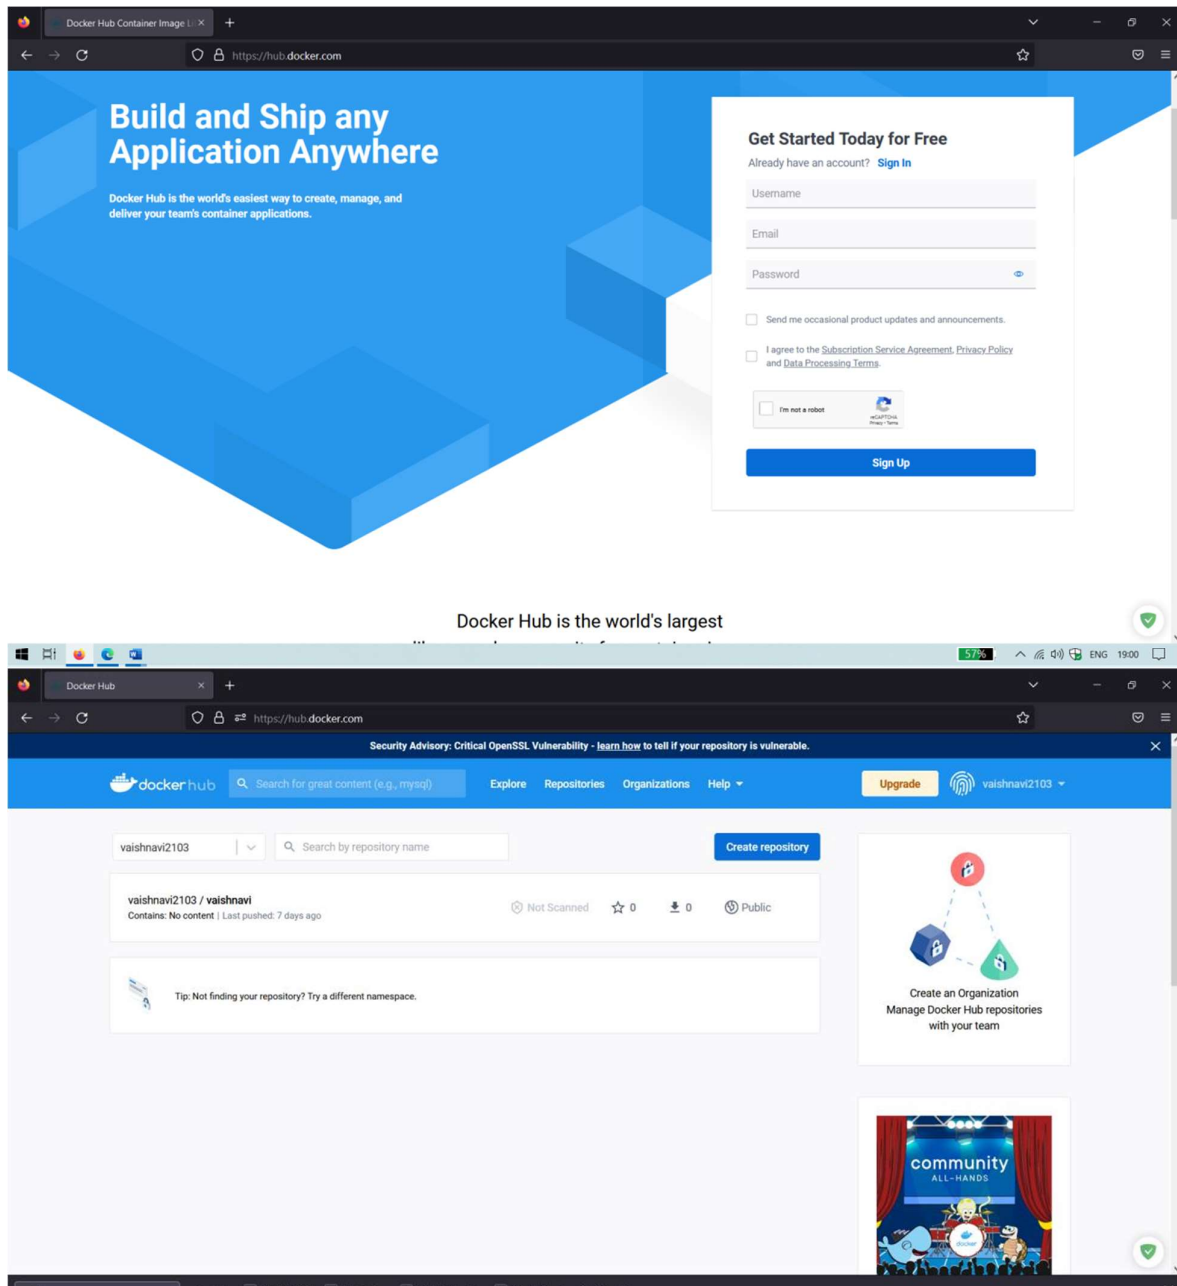 Docker Hub Container Image Li
https://hub.docker.com
Build and Ship any
Application Anywhere
Docker Hub is the world's easiest way to create, manage, and
deliver your team's container applications.
Get Started Today for Free
Already have an account? Sign In
Username
Email
Password
Send me occasional product updates and announcements.
I agree to the Subscription Service Agreement, Privacy Policy
and Data Processing Terms.
I'm not a robot
reCAPTCHA
Privacy - Terms
Sign Up
Docker Hub is the world's largest
57% ENG 19:00
Docker Hub
https://hub.docker.com
Security Advisory: Critical OpenSSL Vulnerability - learn how to tell if your repository is vulnerable.
dockerhub Search for great content (e.g., mysql) Explore Repositories Organizations Help Upgrade vaishnavi2103
vaishnavi2103 Search by repository name Create repository
vaishnavi2103 / vaishnavi
Contains: No content | Last pushed: 7 days ago
Not Scanned 0 0 Public
Tip: Not finding your repository? Try a different namespace.
Create an Organization
Manage Docker Hub repositories
with your team
community
ALL-HANDS
docker